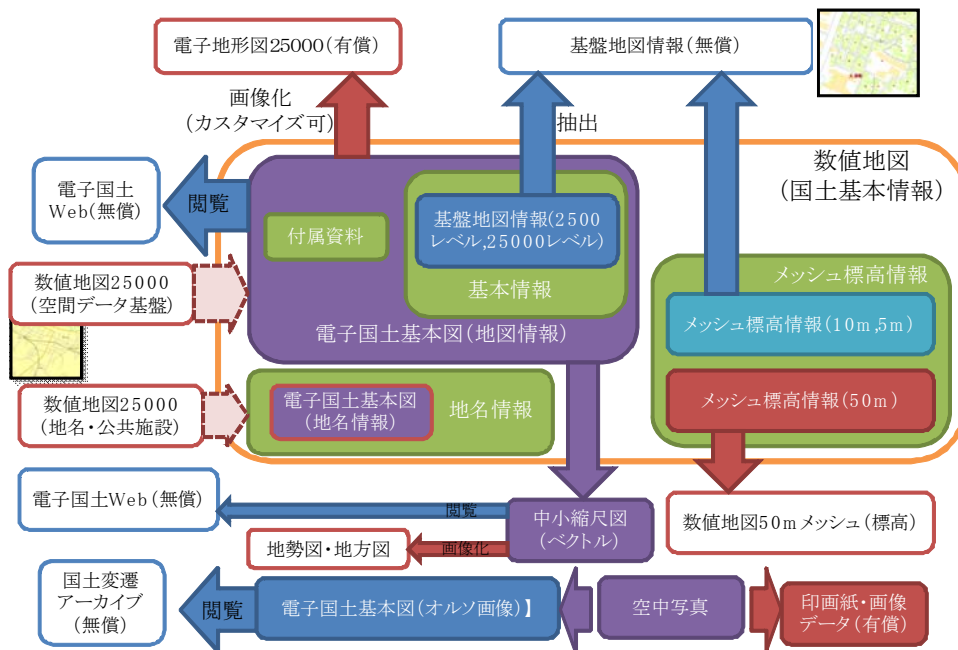 電子地形図25000(有償)
基盤地図情報(無償)
画像化
(カスタマイズ可)
抽出
数値地図
(国土基本情報)
電子国土
Web(無償)
閲覧
付属資料
基盤地図情報(2500
レベル,25000レベル)
基本情報
電子国土基本図(地図情報)
メッシュ標高情報
メッシュ標高情報(10m,5m)
メッシュ標高情報(50m)
数値地図25000
(空間データ基盤)
数値地図25000
(地名・公共施設)
電子国土基本図
(地名情報)
地名情報
電子国土Web(無償)
閲覧
中小縮尺図
(ベクトル)
数値地図50mメッシュ(標高)
地勢図・地方図
画像化
国土変遷
アーカイブ
(無償)
閲覧
電子国土基本図(オルソ画像)】
空中写真
印画紙・画像
データ(有償)